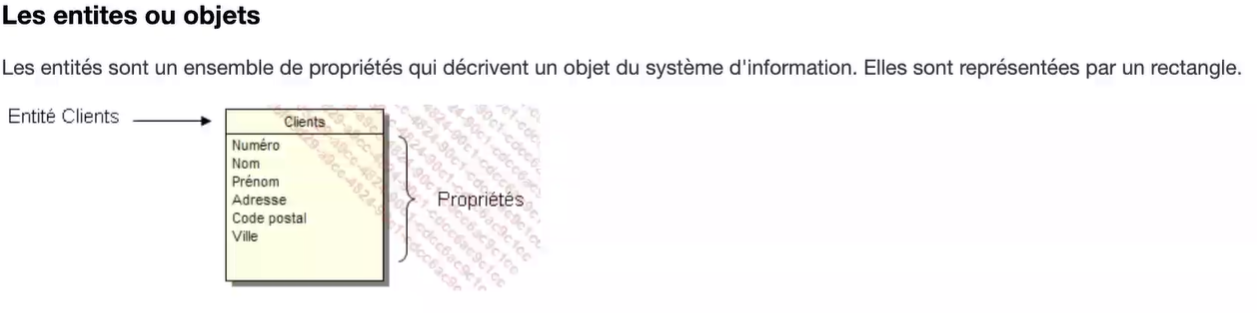 Les entites ou objets
Les entités sont un ensemble de propriétés qui décrivent un objet du système d'information. Elles sont représentées par un rectangle.
Entité Clients
Clients
Numéro
Nom
Prénom
Adresse
Code postal
Ville
Propriétés